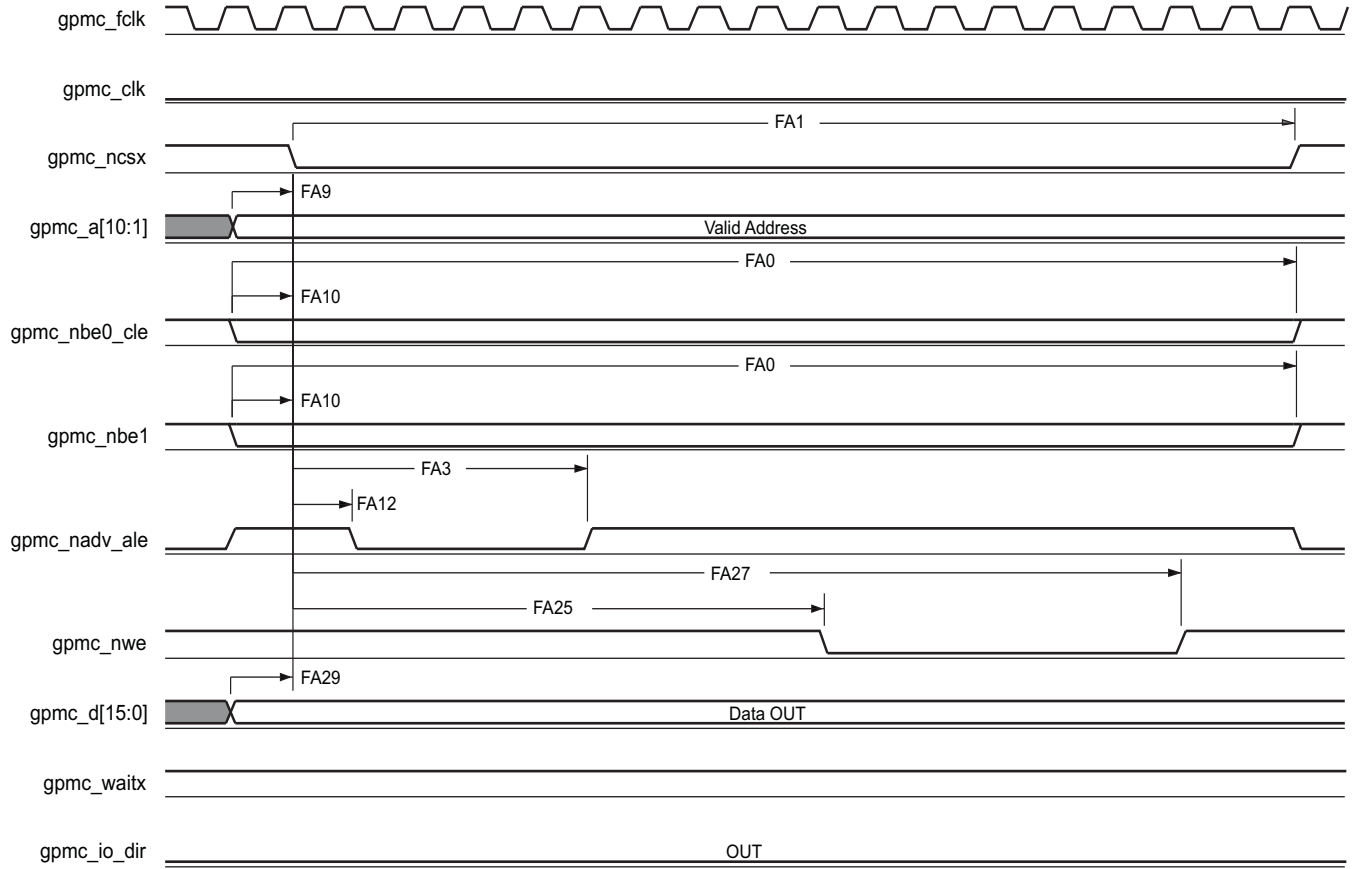 gpmc_fclk
gpmc_clk
FA1
gpmc_ncsx
FA9
gpmc_a[10:1]
Valid Address
FA0
FA10
gpmc_nbe0_cle
FA0
FA10
gpmc_nbe1
FA3
FA12
gpmc_nadv_ale
FA27
FA25
gpmc_nwe
FA29
gpmc_d[15:0]
Data OUT
gpmc_waitx
gpmc_io_dir
OUT